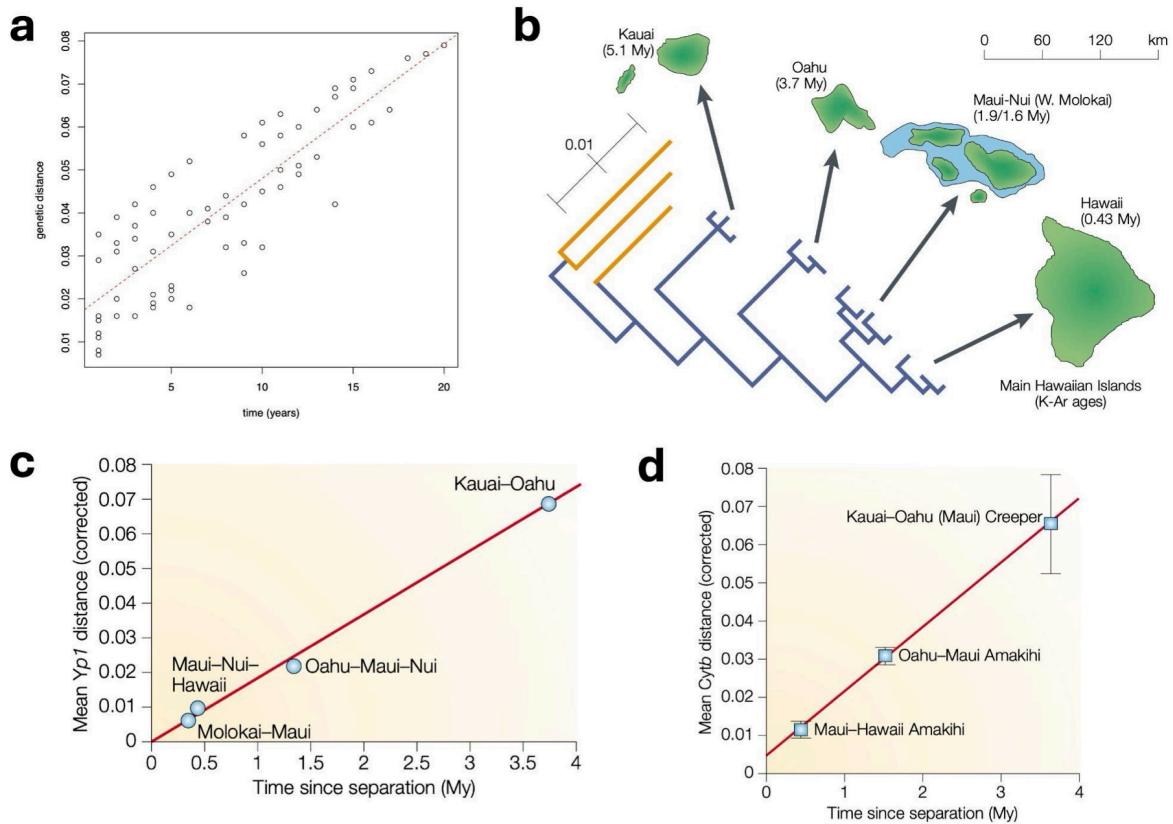 a
0.08
0.07
0.06
0.05
0.04
0.03
0.02
0.01
genetic distance
5
10
15
20
time (years)
b
Kauai
(5.1 My)
Oahu
(3.7 My)
0
60
120
km
Maui-Nui (W. Molokai)
(1.9/1.6 My)
Hawaii
(0.43 My)
0.01
Main Hawaiian Islands
(K-Ar ages)
c
0.08
0.07
0.06
0.05
0.04
0.03
0.02
0.01
0
Mean Yp1 distance (corrected)
Kauai–Oahu
Maui–Nui–
Hawaii
Oahu–Maui–Nui
Molokai–Maui
0
0.5
1
1.5
2
2.5
3
3.5
4
Time since separation (My)
d
0.08
0.07
0.06
0.05
0.04
0.03
0.02
0.01
0
Mean Cytb distance (corrected)
Kauai–Oahu (Maui) Creeper
Oahu–Maui Amakihi
Maui–Hawaii Amakihi
0
1
2
3
4
Time since separation (My)